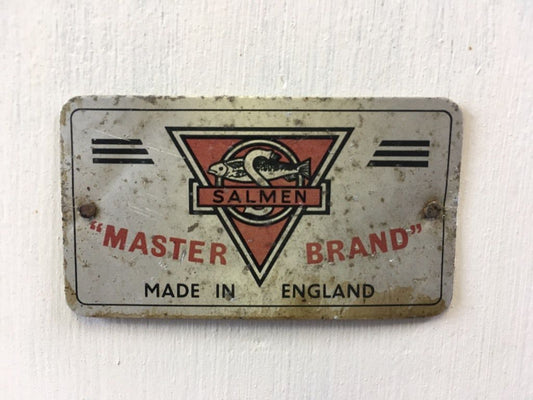 S
SALMEN
"MASTER BRAND"
MADE IN ENGLAND